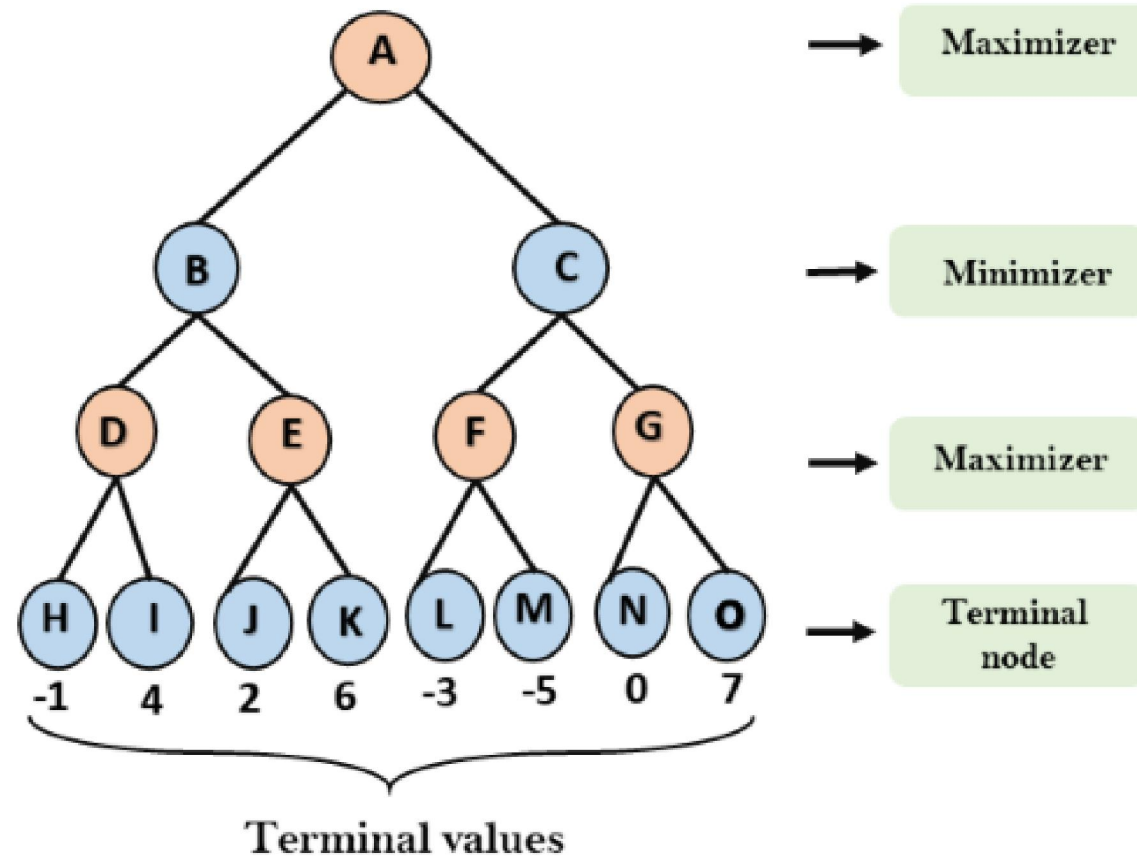 A
Maximizer
B
C
Minimizer
D
E
F
G
Maximizer
H
I
J
K
L
M
N
O
Terminal
node
-1
4
2
6
-3
-5
0
7
Terminal values